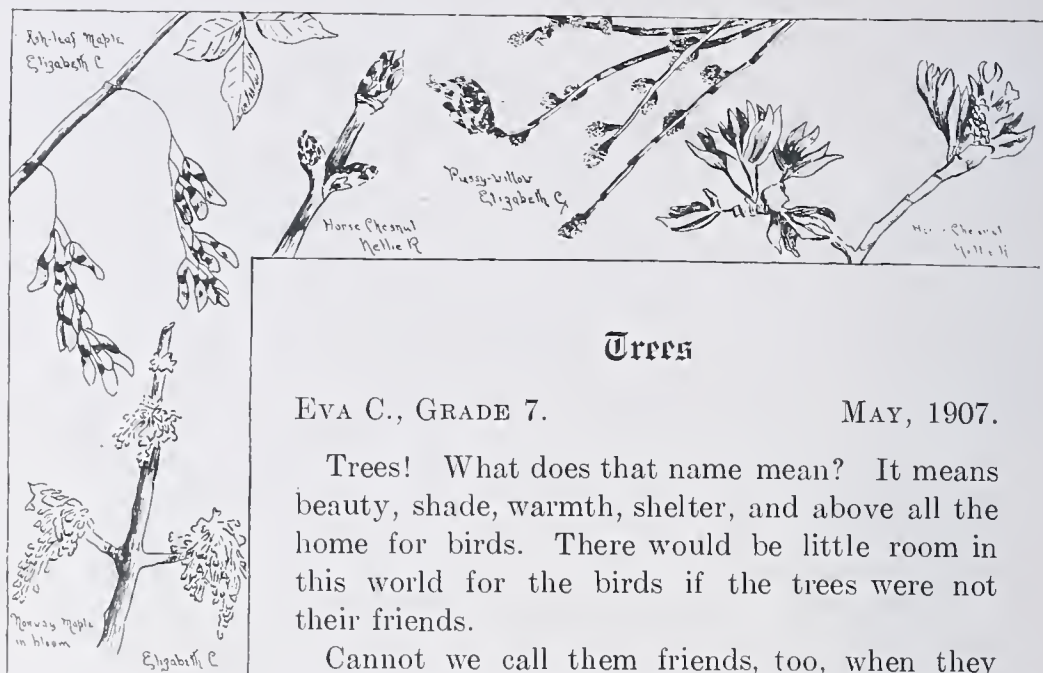 Ash-leaf Maple
Elizabeth C
Horse Chesnut
Nellie R
Pussy-willow
Elizabeth C
Chesnut
Norway Maple
in bloom
Elizabeth C
Trees
EVA C., GRADE 7. MAY, 1907.
Trees! What does that name mean? It means
beauty, shade, warmth, shelter, and above all the
home for birds. There would be little room in
this world for the birds if the trees were not
their friends.
Cannot we call them friends, too, when they